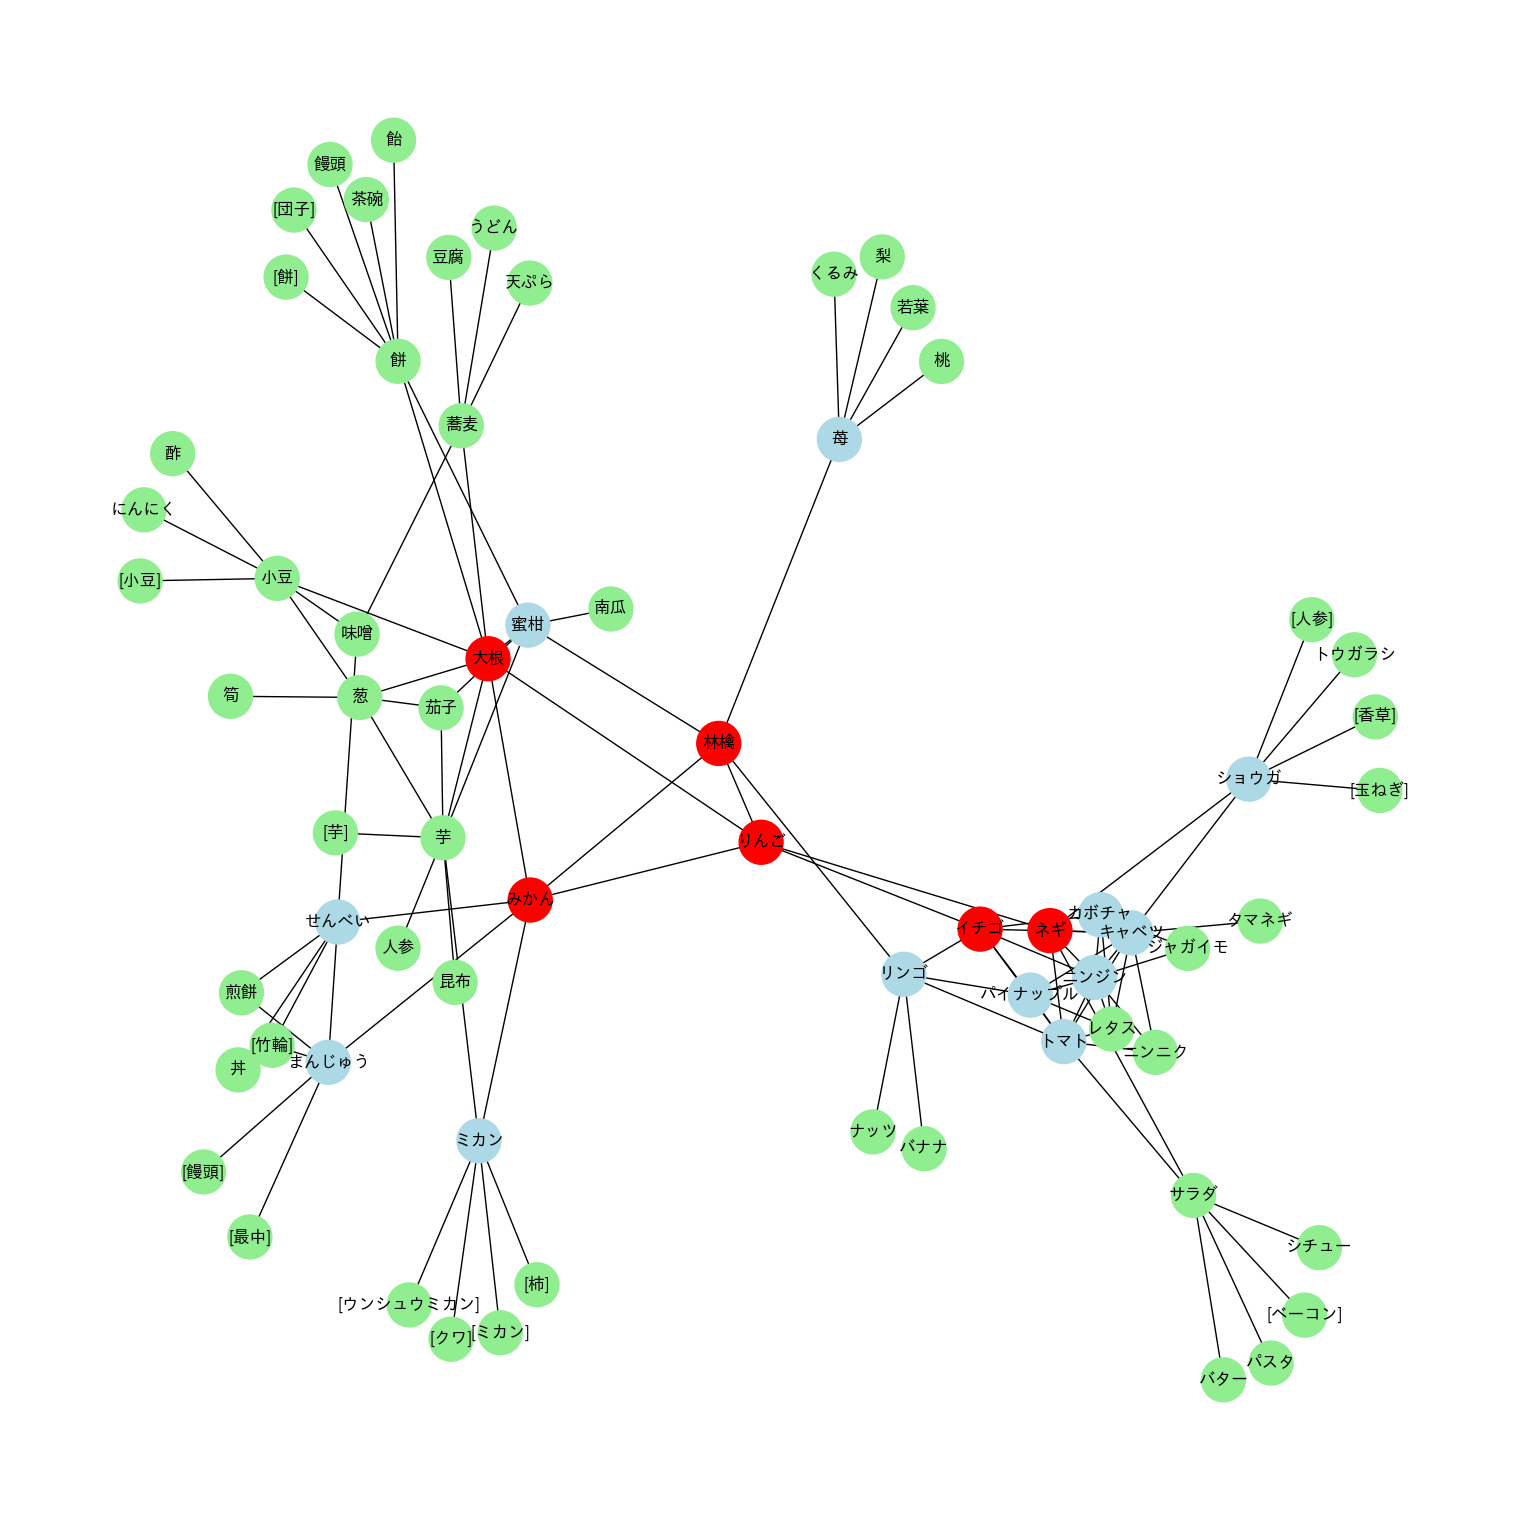 飴
饅頭
茶碗
[団子]
うどん
豆腐
梨
くるみ
[餅]
天ぷら
若葉
餅
桃
蕎麦
苺
酢
にんにく
小豆
[小豆]
南瓜
[人参]
蜜柑
味噌
トウガラシ
大根
筍
葱
茄子
[香草]
林檎
ショウガ
[玉ねぎ]
[芋]
芋
りんご
みかん
カボチャ
せんべい
タマネギ
イチゴ
ネギ
キャベツ
人参
ジャガイモ
リンゴ
ニンジン
昆布
煎餅
パイナップル
レタス
トマト
[竹輪]
ニンニク
まんじゅう
丼
ナッツ
ミカン
バナナ
[饅頭]
サラダ
[最中]
シチュー
[柿]
[ウンシュウミカン]
[ベーコン]
[ミカン]
[クワ]
パスタ
バター